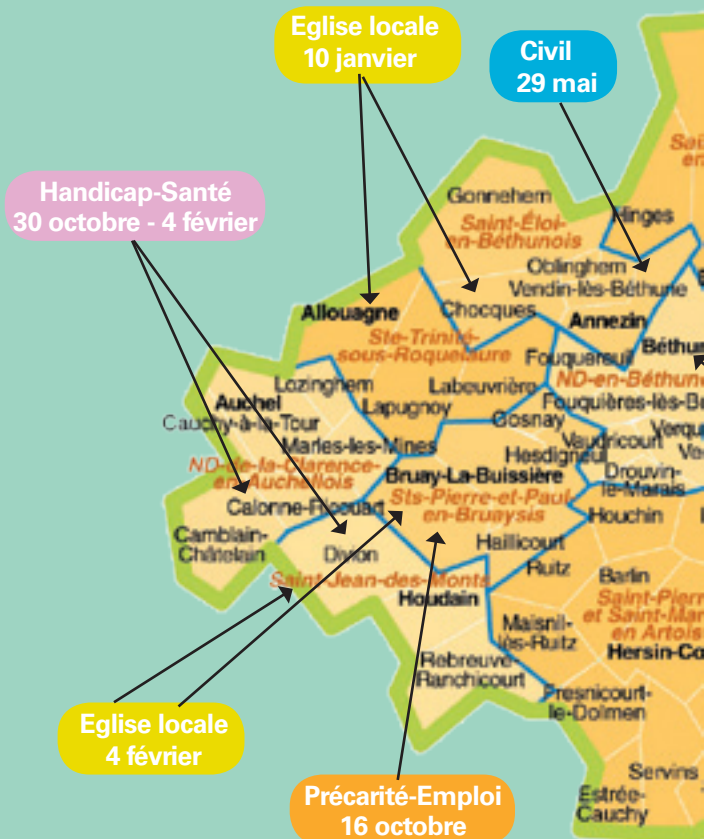 Eglise locale
10 janvier
Civil
29 mai
Handicap-Santé
30 octobre - 4 février
Gonnehem
Saint-Éloi-
en-Béthunois
Hinges
Oblinghem
Vendin-lès-Béthune
Allouagne
Chocques
Annezin
Ste-Trinité-
sous-Roquelaure
Fouquereuil
ND-en-Béthune
Lozinghem
Labeuvrière
Auchel
Lapugnoy
Cauchy-à-la-Tour
Gosnay
Fouquières-lès-Bé
Marles-les-Mines
Hesdigneul
Vaudricourt
Verqu
ND-de-la-Clarence-
en-Auchellois
Bruay-La-Buissière
Drouvin-
le-Marais
Calonne-Ricouart
Sts-Pierre-et-Paul-
en-Bruaysis
Houchin
Camblain-
Châtelain
Divion
Haillicourt
Ruitz
Barlin
Saint-Jean-des-Monts
Houdain
Saint-Pierre
et Saint-Mar
en Artois
Maisnil-
lès-Ruitz
Hersin-Co
Rebreuve-
Ranchicourt
Fresnicourt-
le-Dolmen
Eglise locale
4 février
Servins
Précarité-Emploi
16 octobre
Estrée-
Cauchy